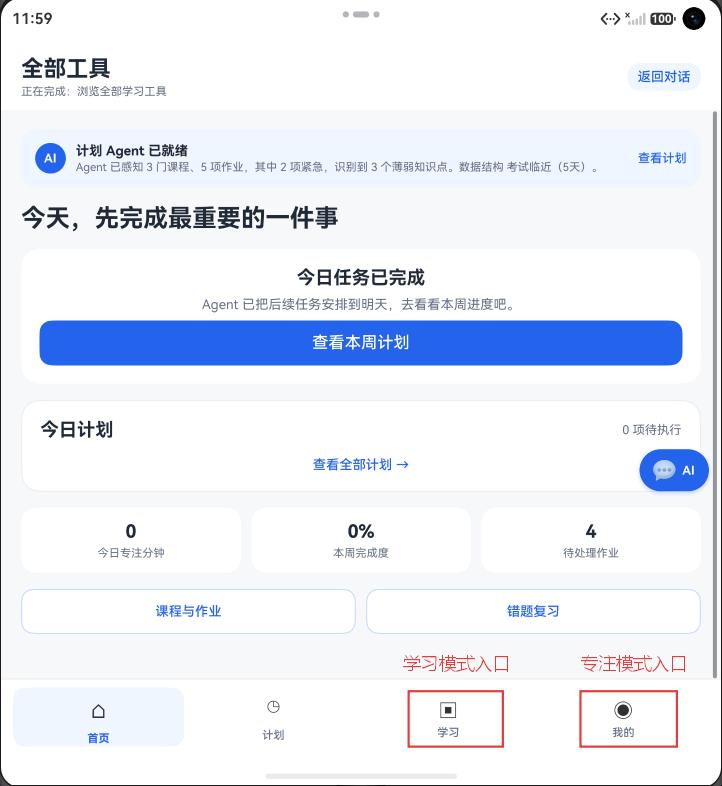 11:59
100
全部工具
正在完成：浏览全部学习工具
返回对话
AI
计划 Agent 已就绪
Agent 已感知 3 门课程、5 项作业，其中 2 项紧急，识别到 3 个薄弱知识点。数据结构 考试临近（5天）。
查看计划
今天，先完成最重要的一件事
今日任务已完成
Agent 已把后续任务安排到明天，去看看本周进度吧。
查看本周计划
今日计划
0 项待执行
查看全部计划 →
AI
0
今日专注分钟
0%
本周完成度
4
待处理作业
课程与作业
错题复习
学习模式入口
专注模式入口
首页
计划
学习
我的